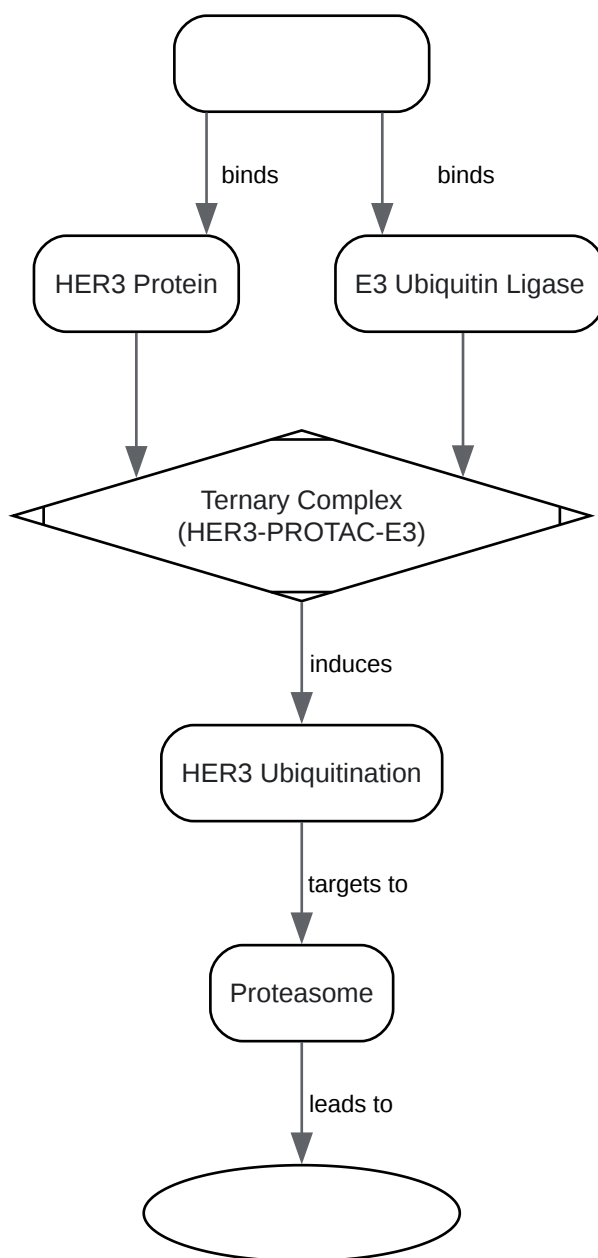 binds
binds
HER3 Protein
E3 Ubiquitin Ligase
Ternary Complex
(HER3-PROTAC-E3)
induces
HER3 Ubiquitination
targets to
Proteasome
leads to